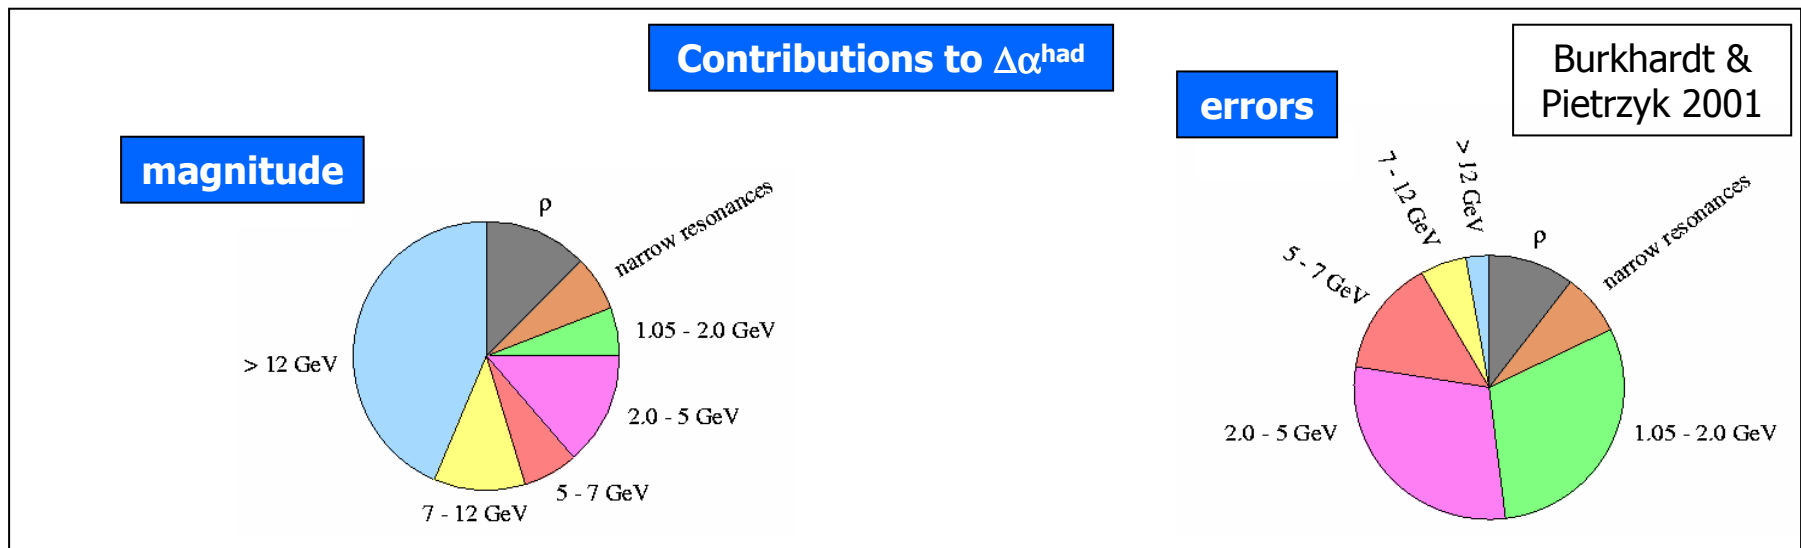 Contributions to Δα^had
Burkhardt &
Pietrzyk 2001
errors
magnitude
ρ
narrow resonances
1.05 - 2.0 GeV
2.0 - 5 GeV
5 - 7 GeV
7 - 12 GeV
> 12 GeV
ρ
narrow resonances
1.05 - 2.0 GeV
2.0 - 5 GeV
5 - 7 GeV
7 - 12 GeV
> 12 GeV